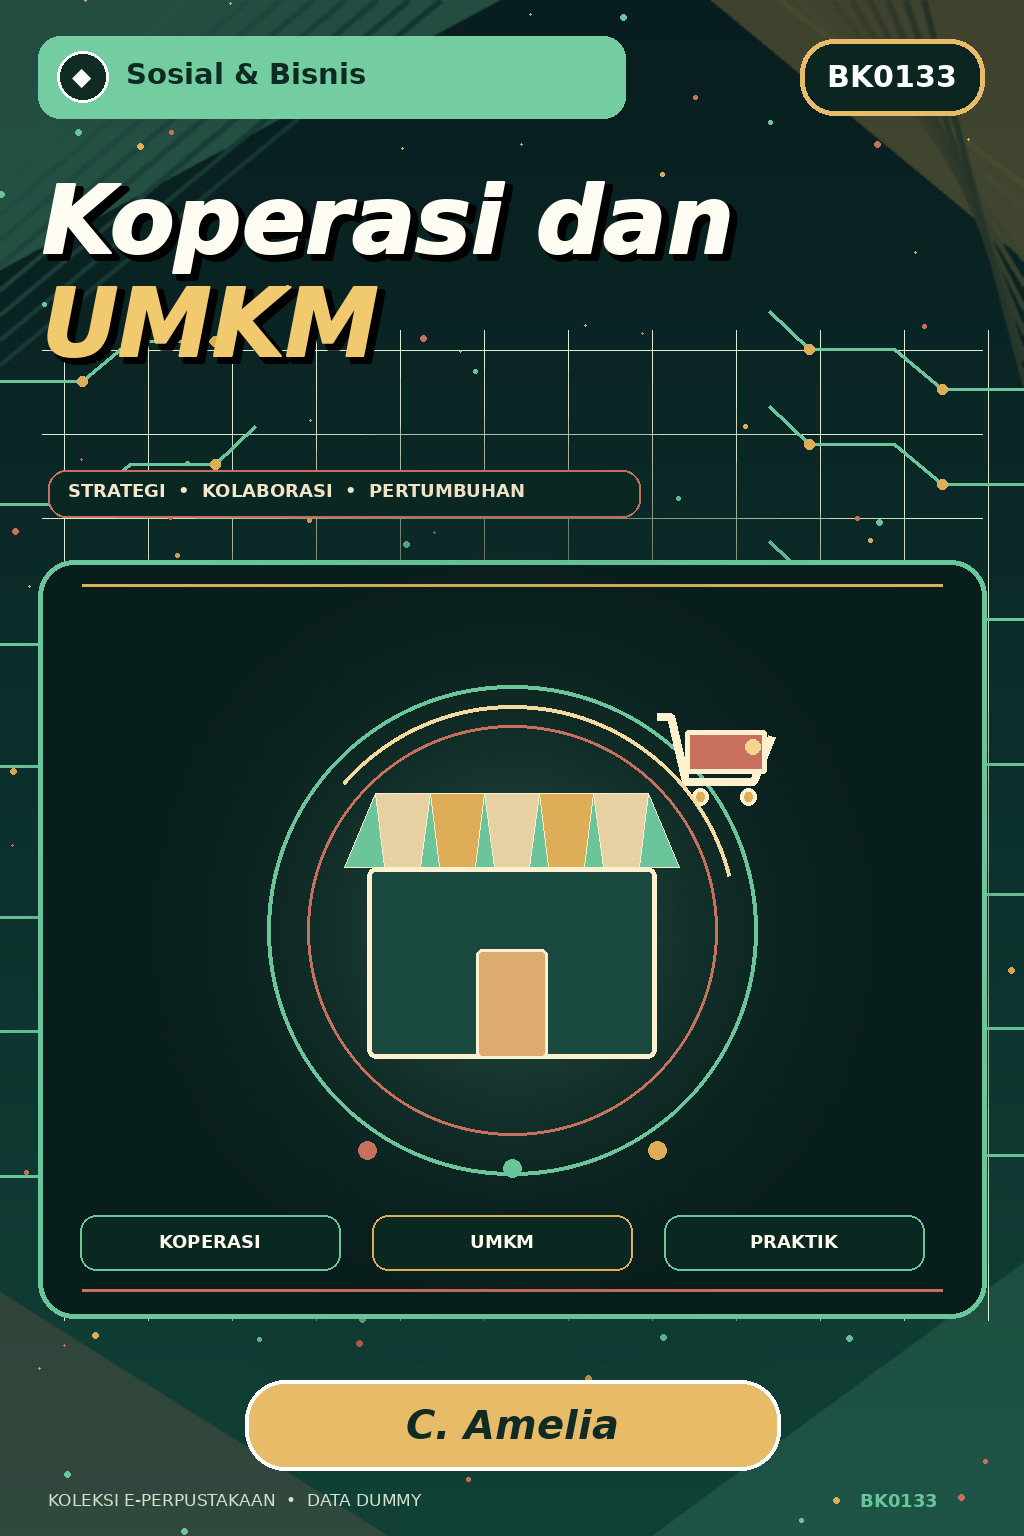 Sosial & Bisnis
BK0133
Koperasi dan
UMKM
STRATEGI • KOLABORASI • PERTUMBUHAN
KOPERASI
UMKM
PRAKTIK
C. Amelia
KOLEKSI E-PERPUSTAKAAN • DATA DUMMY
BK0133